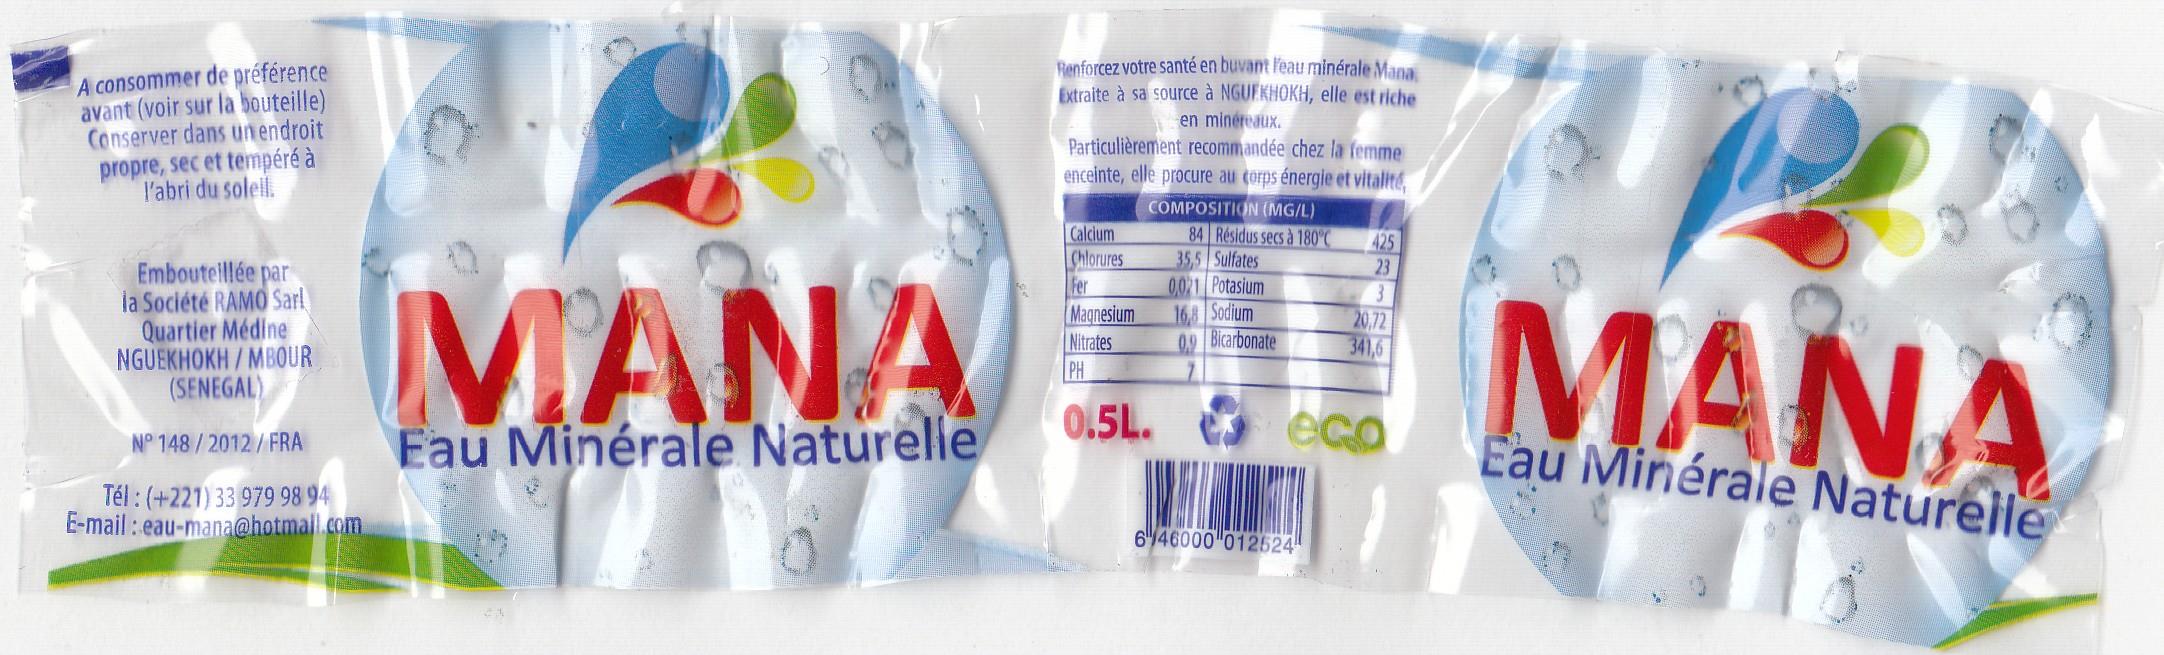 A consommer de préférence
avant (voir sur la bouteille)
Conserver dans un endroit
propre, sec et tempéré à
l'abri du soleil.
Embouteillée par
la Société RAMO Sarl
Quartier Médine
NGUEKHOKH / MBOUR
(SENEGAL)
N° 148 / 2012 / FRA
Tél : (+221) 33 979 98 94
E-mail : eau-mana@hotmail.com
MANA
Eau Minérale Naturelle
Renforcez votre santé en buvant l'eau minérale Mana.
Extraite à sa source à NGUEKHOKH, elle est riche
en minéreaux.
Particulièrement recommandée chez la femme
enceinte, elle procure au corps énergie et vitalité,
COMPOSITION (MG/L)
Calcium 84 Résidus secs à 180°C 425
Chlorures 35,5 Sulfates 23
Fer 0,021 Potasium 3
Magnesium 16,8 Sodium 20,72
Nitrates 0,9 Bicarbonate 341,6
PH 7
0.5L. eco
6 46000 012524
MANA
Eau Minérale Naturelle